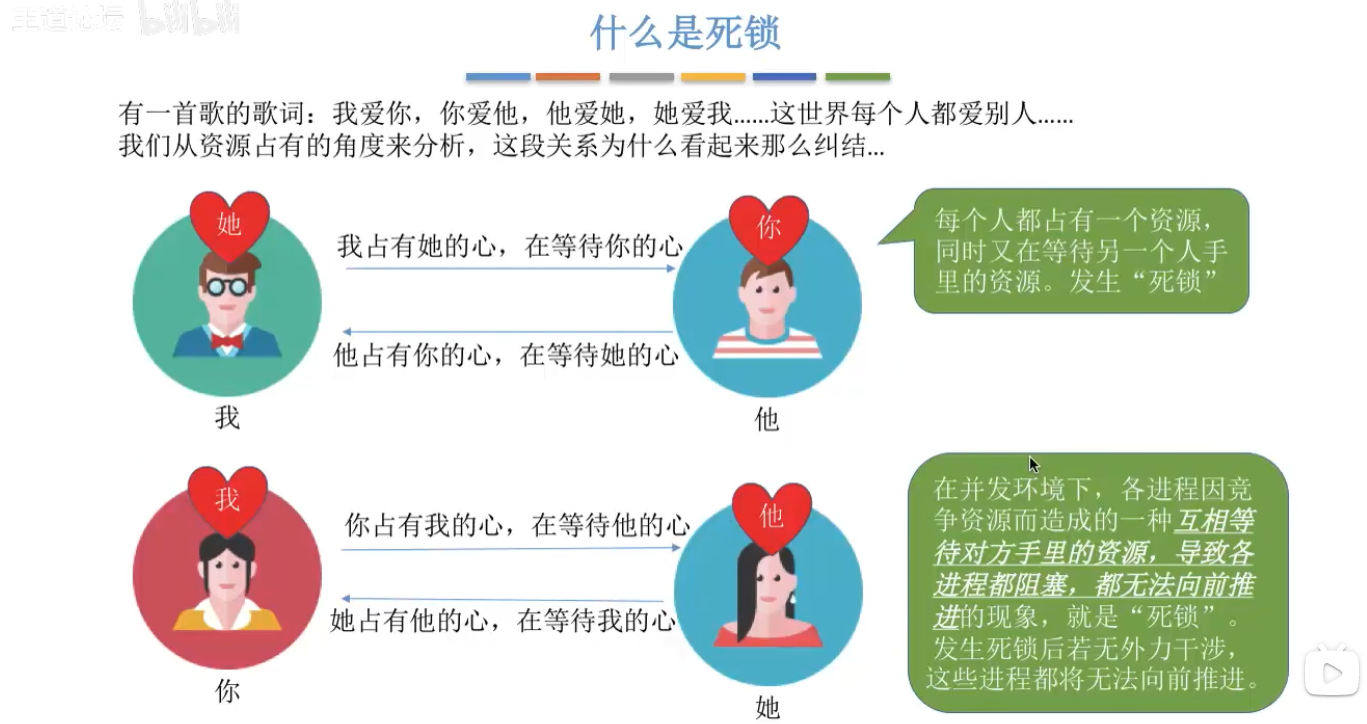 王道论坛 bilibili
什么是死锁
有一首歌的歌词：我爱你，你爱他，他爱她，她爱我……这世界每个人都爱别人……
我们从资源占有的角度来分析，这段关系为什么看起来那么纠结…
她
我占有她的心，在等待你的心
你
他占有你的心，在等待她的心
我
他
每个人都占有一个资源，
同时又在等待另一个人手
里的资源。发生“死锁”
我
你占有我的心，在等待他的心
他
她占有他的心，在等待我的心
你
她
在并发环境下，各进程因竞
争资源而造成的一种互相等
待对方手里的资源，导致各
进程都阻塞，都无法向前推
进的现象，就是“死锁”。
发生死锁后若无外力干涉，
这些进程都将无法向前推进。